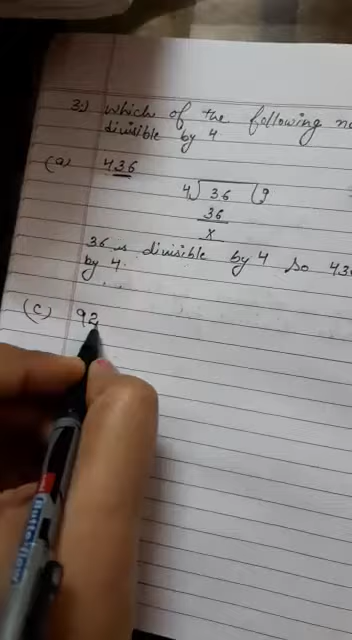 3.) which of the following
divisible by 4
(a) 436
4) 36 (9
36
x
36 is divisible by 4 so 436
by 4.
(c) 92